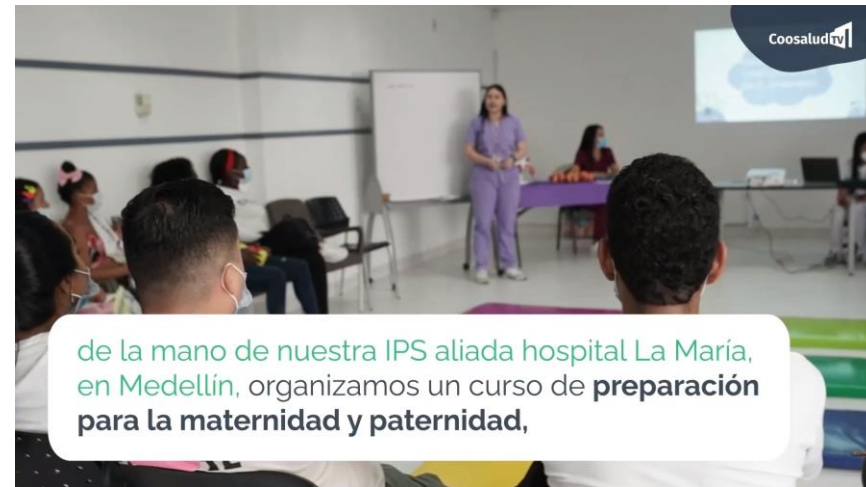 Coosalud TV
de la mano de nuestra IPS aliada hospital La María,
en Medellín, organizamos un curso de preparación
para la maternidad y paternidad,